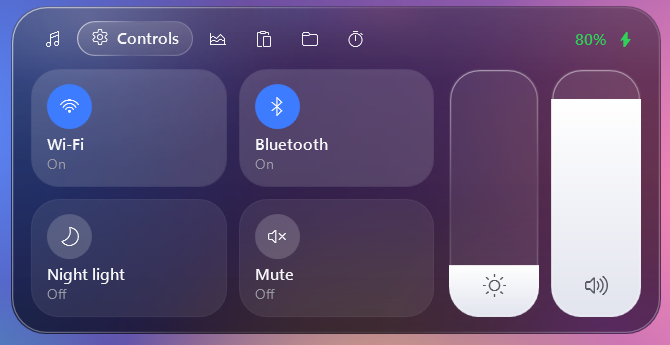 Controls
80%
Wi-Fi
On
Bluetooth
On
Night light
Off
Mute
Off